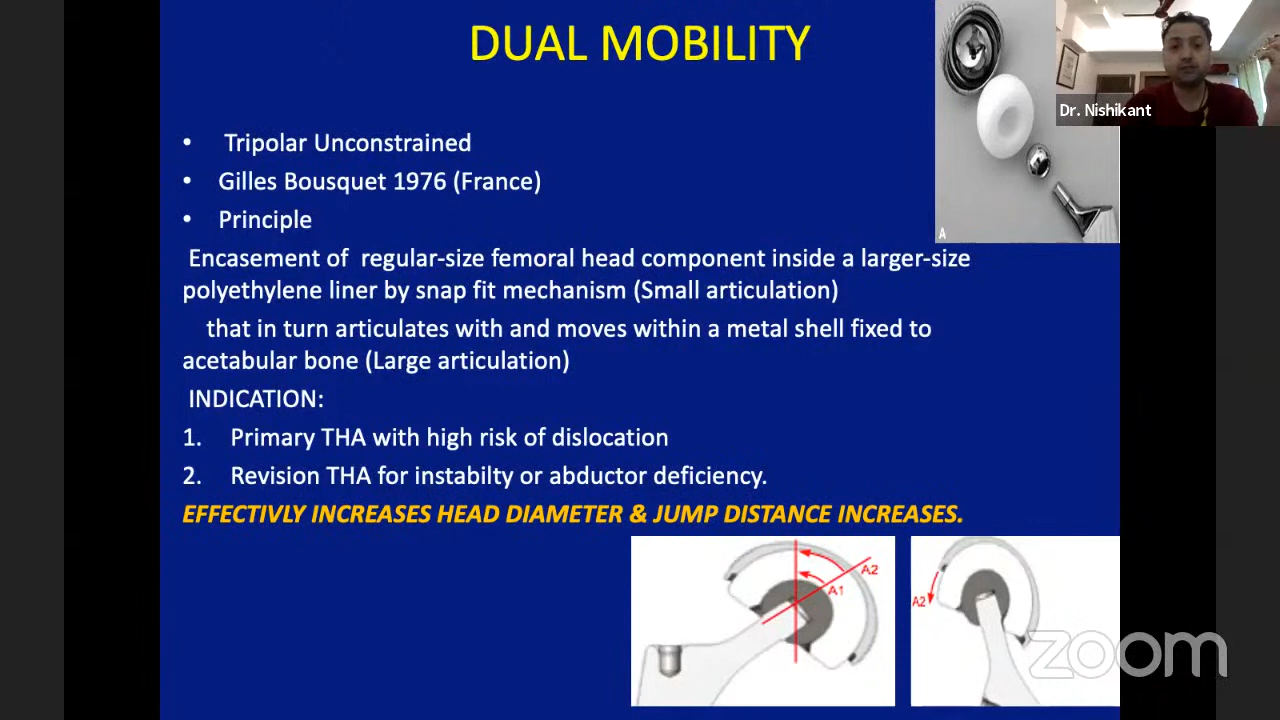 DUAL MOBILITY
Dr. Nishikant
A
• Tripolar Unconstrained
• Gilles Bousquet 1976 (France)
• Principle
Encasement of regular-size femoral head component inside a larger-size
polyethylene liner by snap fit mechanism (Small articulation)
that in turn articulates with and moves within a metal shell fixed to
acetabular bone (Large articulation)
INDICATION:
1. Primary THA with high risk of dislocation
2. Revision THA for instabilty or abductor deficiency.
EFFECTIVLY INCREASES HEAD DIAMETER & JUMP DISTANCE INCREASES.
A2
A1
A2
zoom